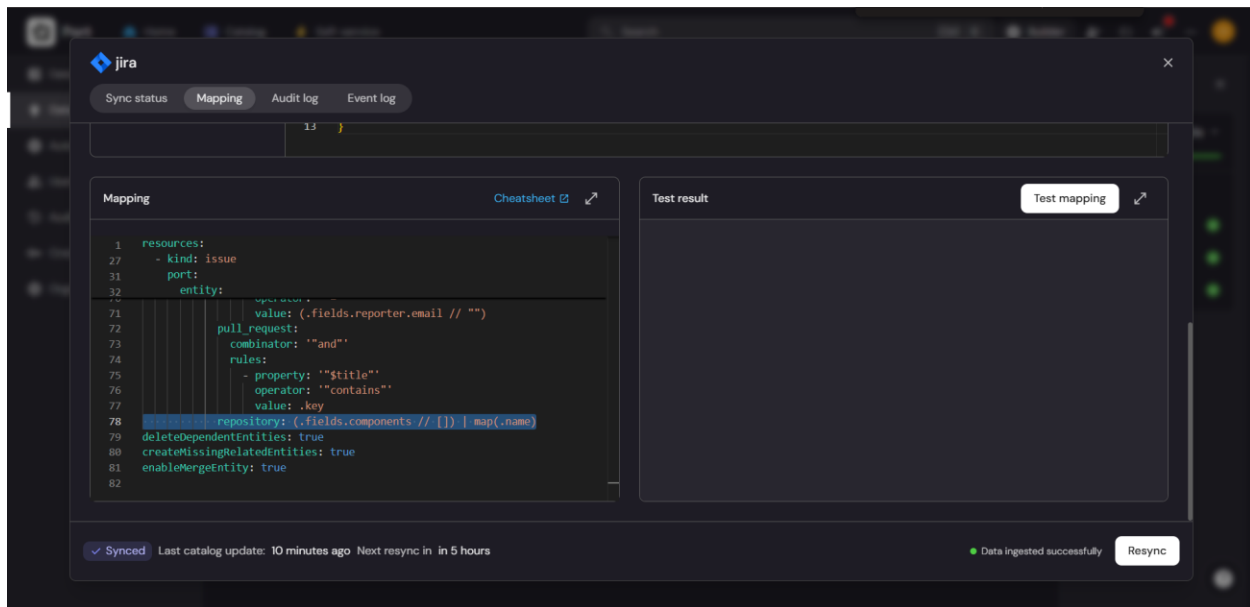 jira
Sync status Mapping Audit log Event log
13 }
Mapping Cheatsheet
Test result Test mapping
1 resources:
27 - kind: issue
31 port:
32 entity:
71 value: (.fields.reporter.email // "")
72 pull_request:
73 combinator: '"and"'
74 rules:
75 - property: '"$title"'
76 operator: '"contains"'
77 value: .key
78 repository: (.fields.components // []) | map(.name)
79 deleteDependentEntities: true
80 createMissingRelatedEntities: true
81 enableMergeEntity: true
82
Synced Last catalog update: 10 minutes ago Next resync in in 5 hours
Data ingested successfully Resync